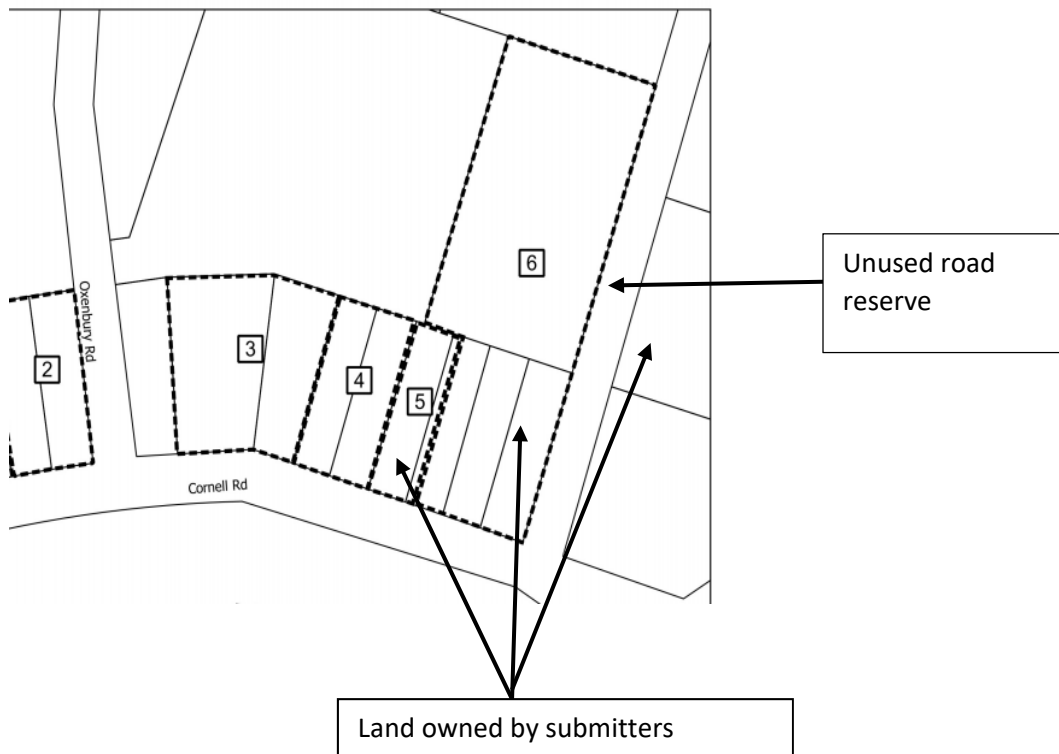 6
Unused road
reserve
Oxenbury Rd
2
3
4
5
Cornell Rd
Land owned by submitters